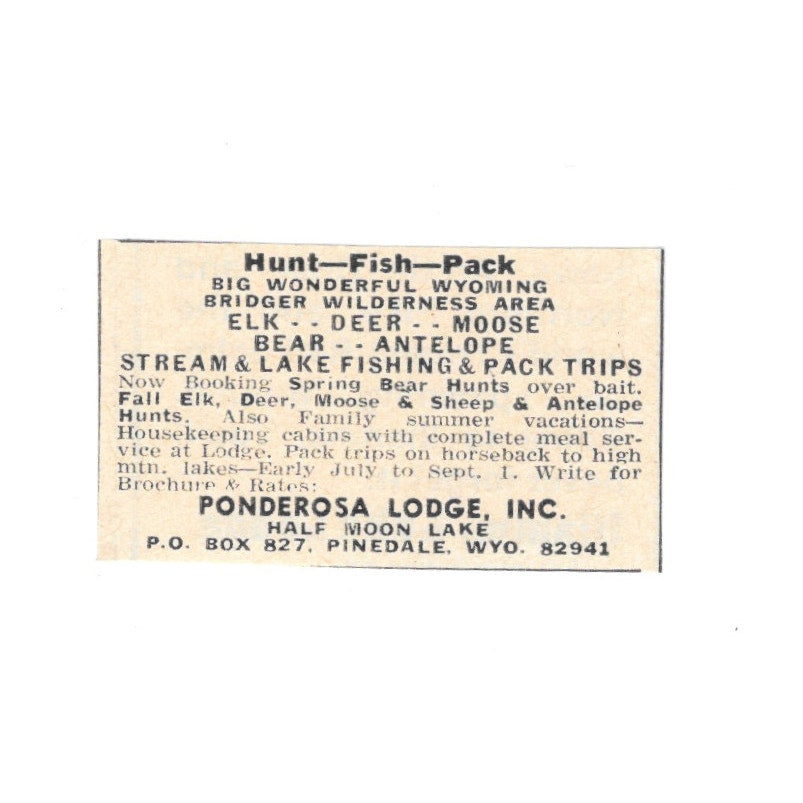 Hunt—Fish—Pack
BIG WONDERFUL WYOMING
BRIDGER WILDERNESS AREA
ELK - - DEER - - MOOSE
BEAR - - ANTELOPE
STREAM & LAKE FISHING & PACK TRIPS
Now Booking Spring Bear Hunts over bait.
Fall Elk, Deer, Moose & Sheep & Antelope
Hunts. Also Family summer vacations—
Housekeeping cabins with complete meal ser-
vice at Lodge. Pack trips on horseback to high
mtn. lakes—Early July to Sept. 1. Write for
Brochure & Rates:
PONDEROSA LODGE, INC.
HALF MOON LAKE
P.O. BOX 827, PINEDALE, WYO. 82941